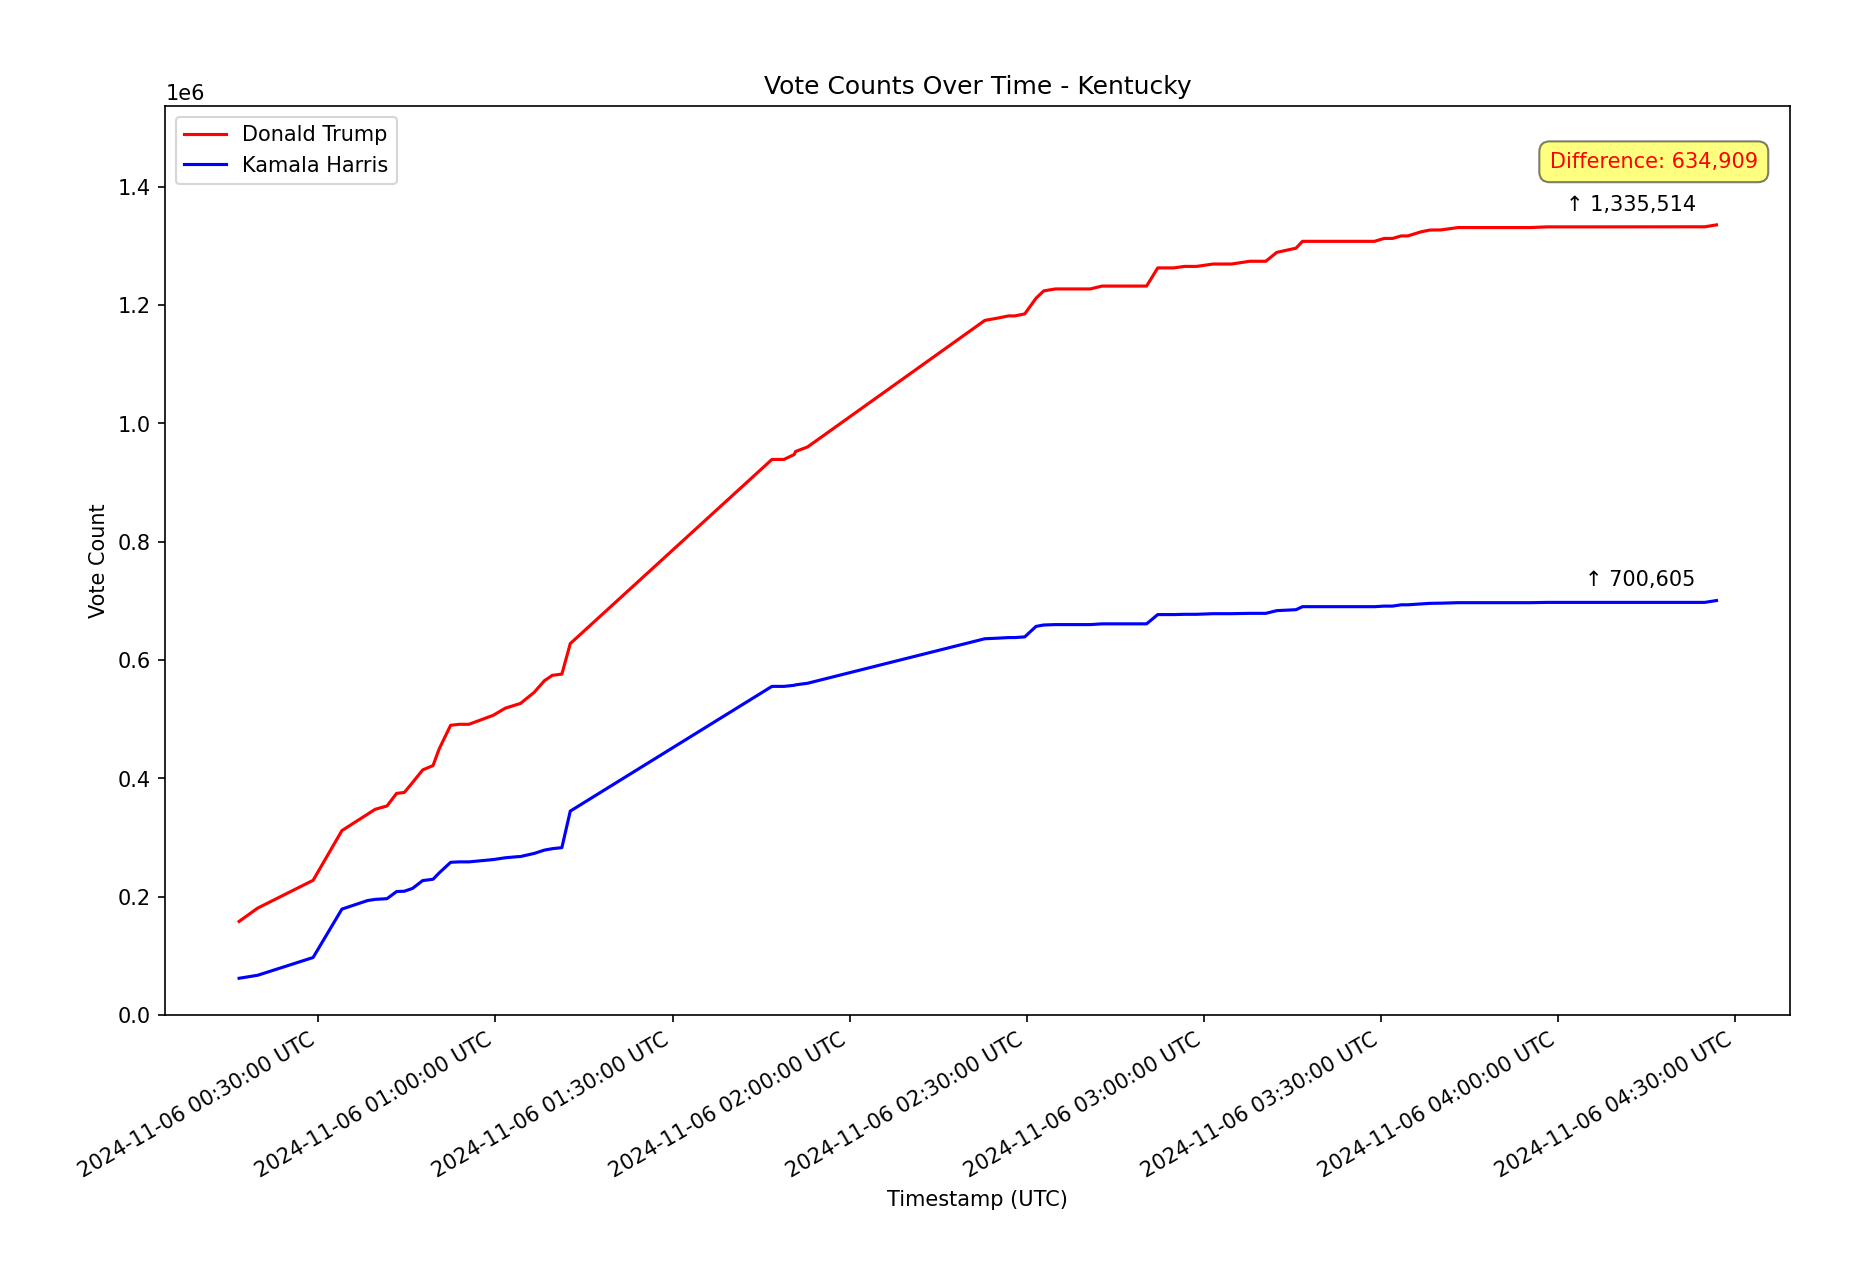 Vote Counts Over Time - Kentucky
1e6
Donald Trump
Kamala Harris
Difference: 634,909
↑ 1,335,514
↑ 700,605
Vote Count
1.4
1.2
1.0
0.8
0.6
0.4
0.2
0.0
2024-11-06 00:30:00 UTC
2024-11-06 01:00:00 UTC
2024-11-06 01:30:00 UTC
2024-11-06 02:00:00 UTC
2024-11-06 02:30:00 UTC
2024-11-06 03:00:00 UTC
2024-11-06 03:30:00 UTC
2024-11-06 04:00:00 UTC
2024-11-06 04:30:00 UTC
Timestamp (UTC)